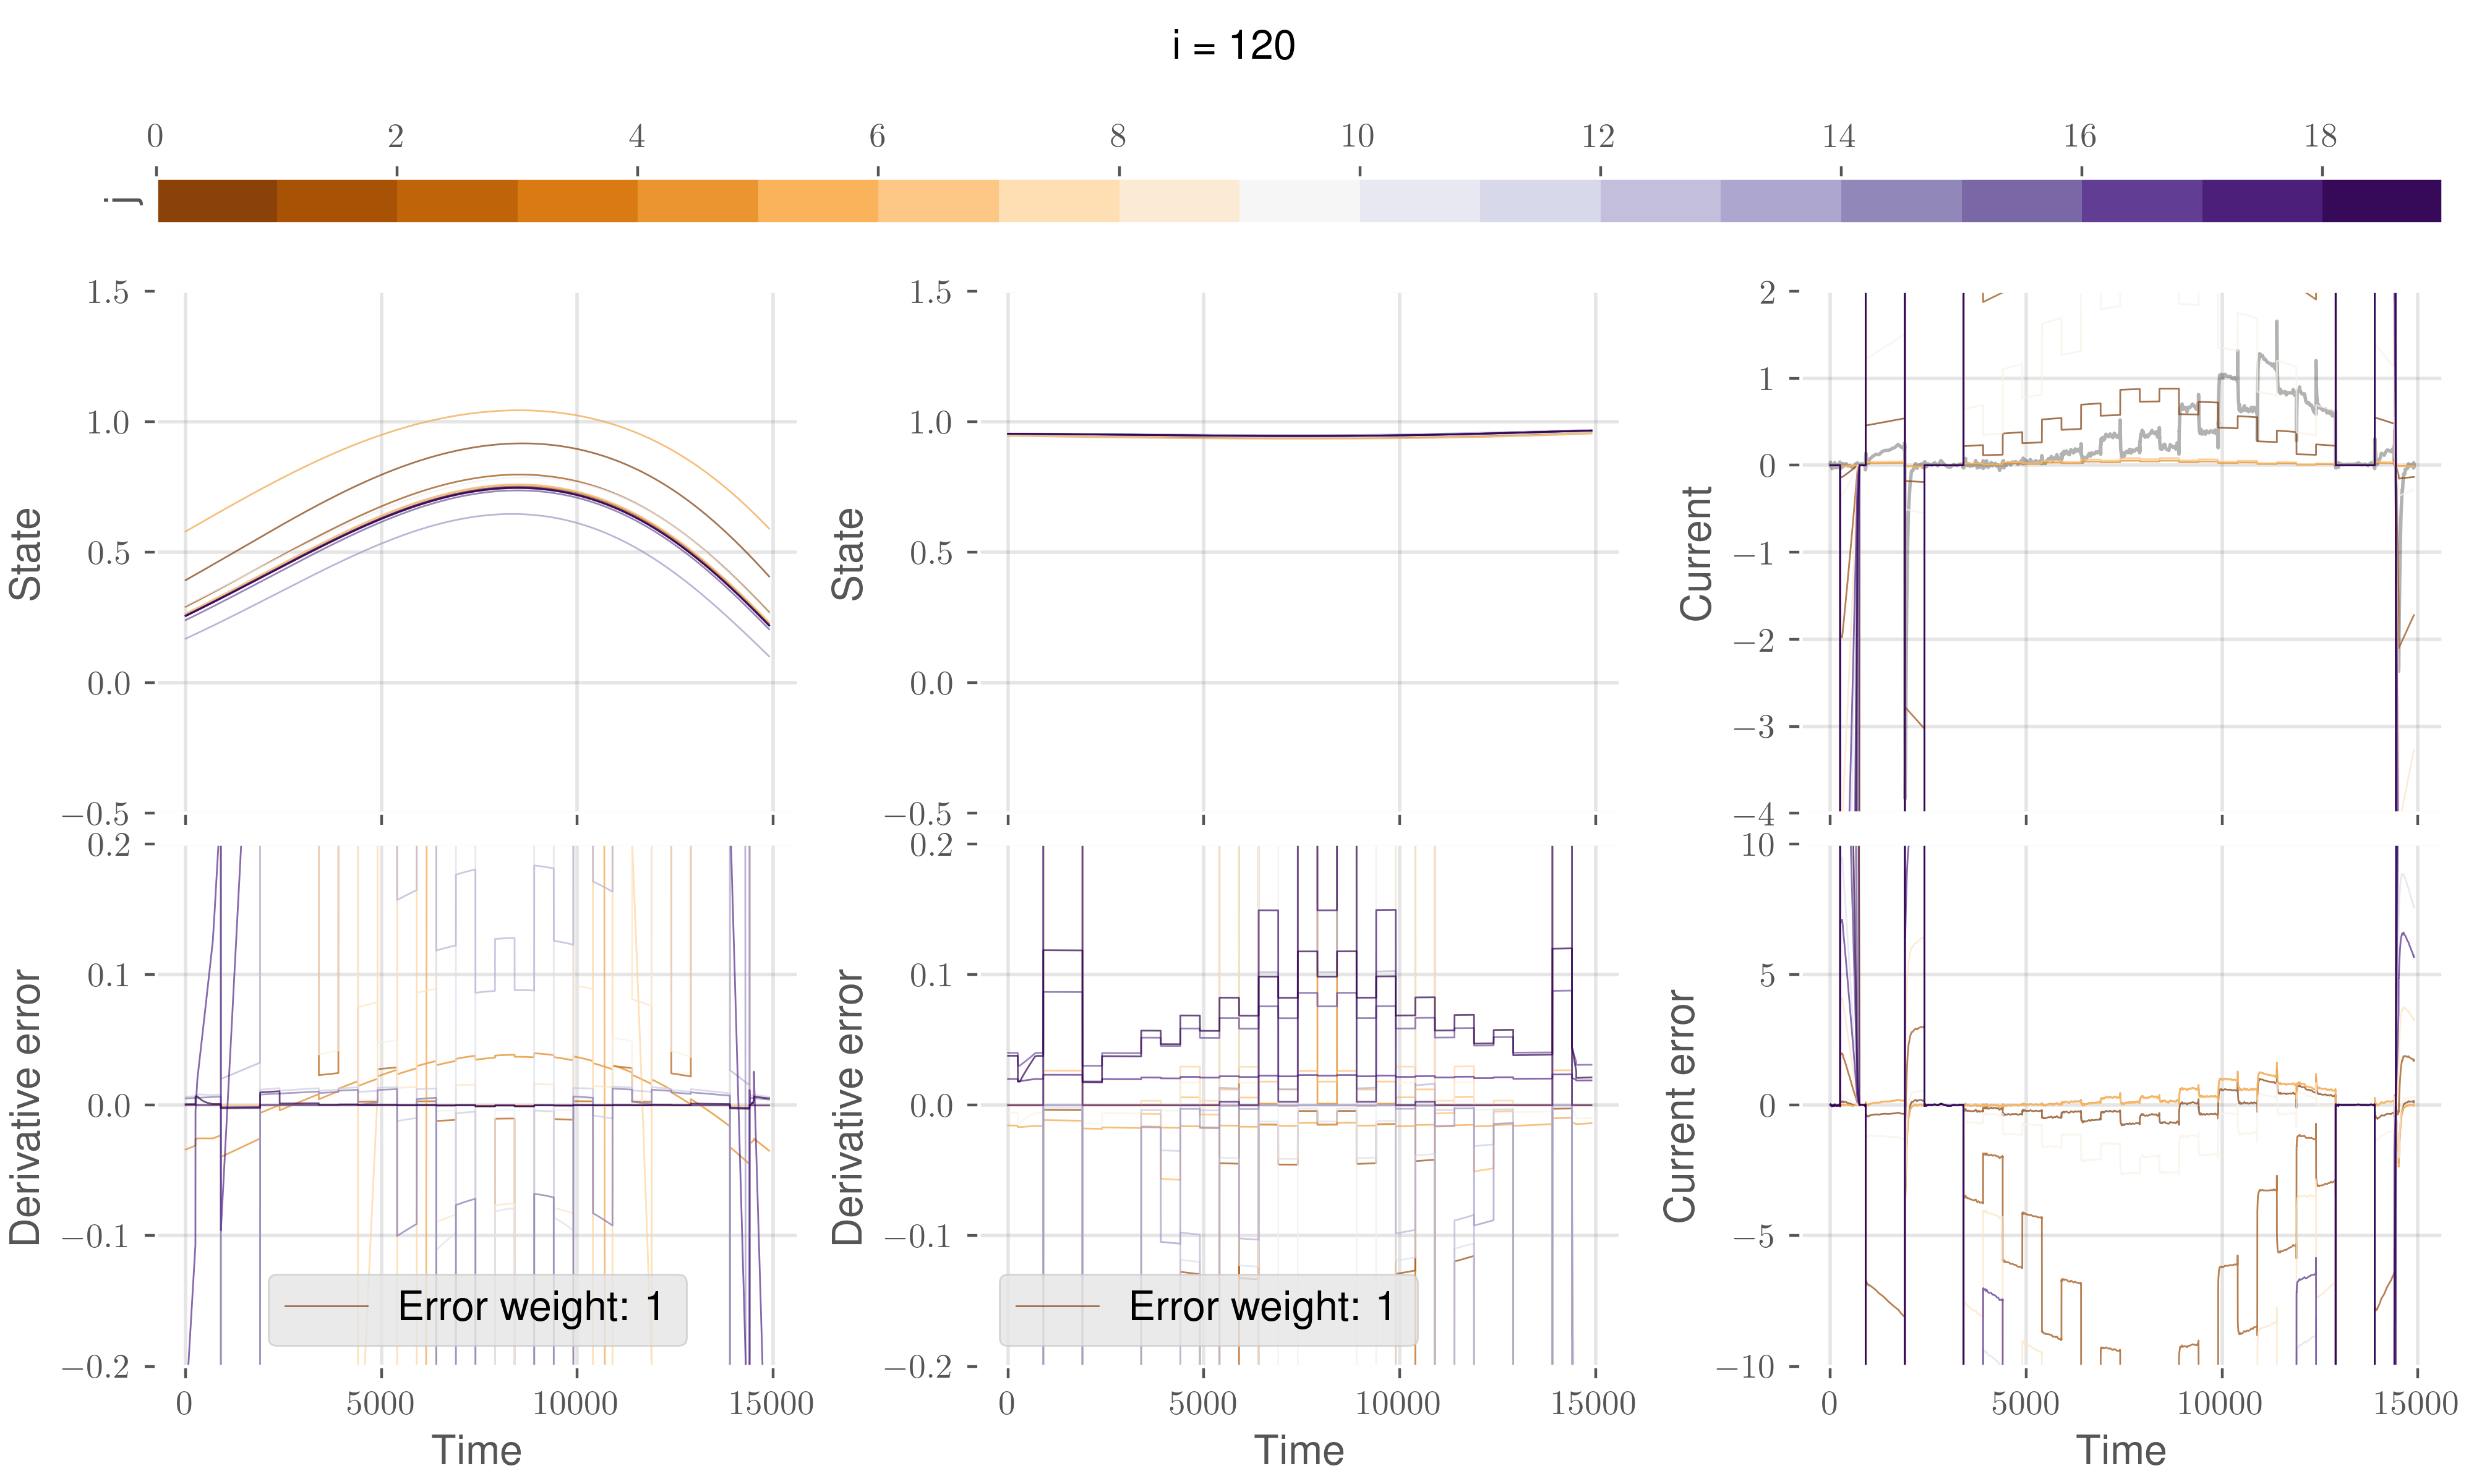 i = 120
0 2 4 6 8 10 12 14 16 18
j
1.5 1.0 0.5 0.0 −0.5
State
1.5 1.0 0.5 0.0 −0.5
State
2 1 0 −1 −2 −3 −4
Current
0.2 0.1 0.0 −0.1 −0.2
Derivative error
Error weight: 1
0 5000 10000 15000
Time
0.2 0.1 0.0 −0.1 −0.2
Derivative error
Error weight: 1
0 5000 10000 15000
Time
10 5 0 −5 −10
Current error
0 5000 10000 15000
Time